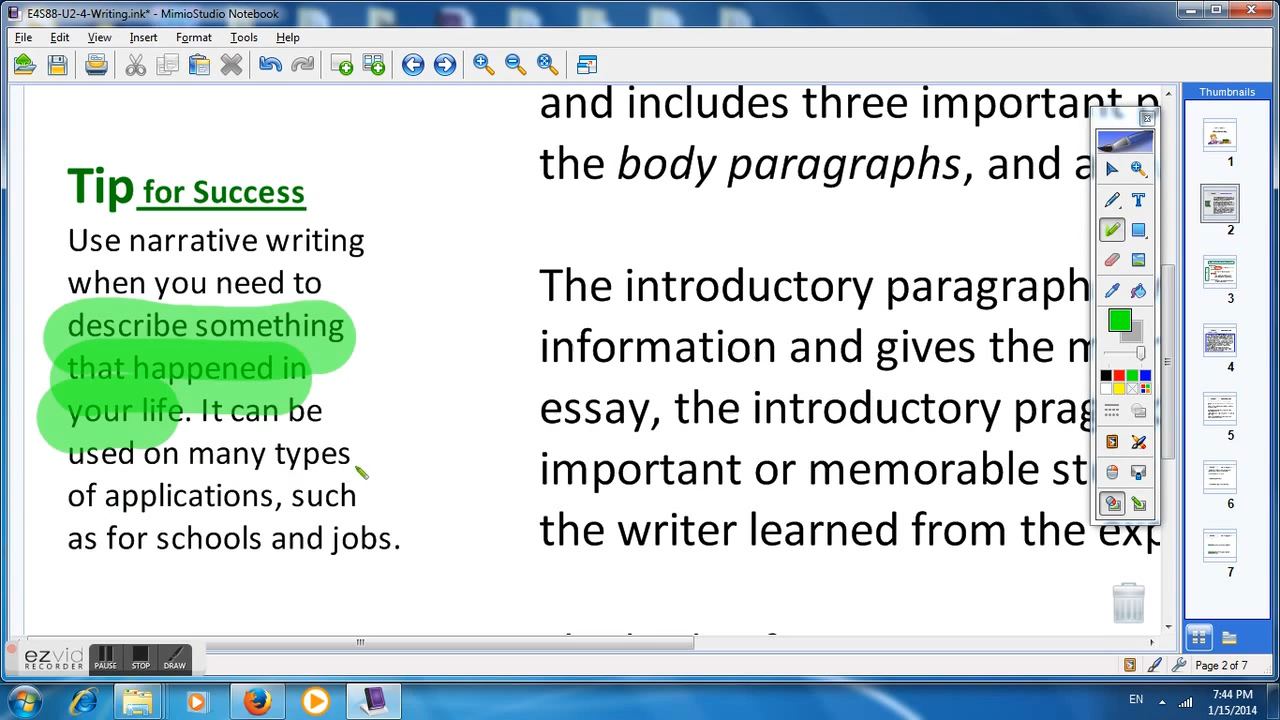 E4S88-U2-4-Writing.ink* - MimioStudio Notebook
File Edit View Insert Format Tools Help
Thumbnails
and includes three important p
the body paragraphs, and a
Tip for Success
Use narrative writing
when you need to
describe something
that happened in
your life. It can be
used on many types
of applications, such
as for schools and jobs.
The introductory paragraph
information and gives the m
essay, the introductory prag
important or memorable st
the writer learned from the exp
1
2
3
4
5
6
7
ezvid
RECORDER
PAUSE STOP DRAW
Page 2 of 7
EN
7:44 PM
1/15/2014